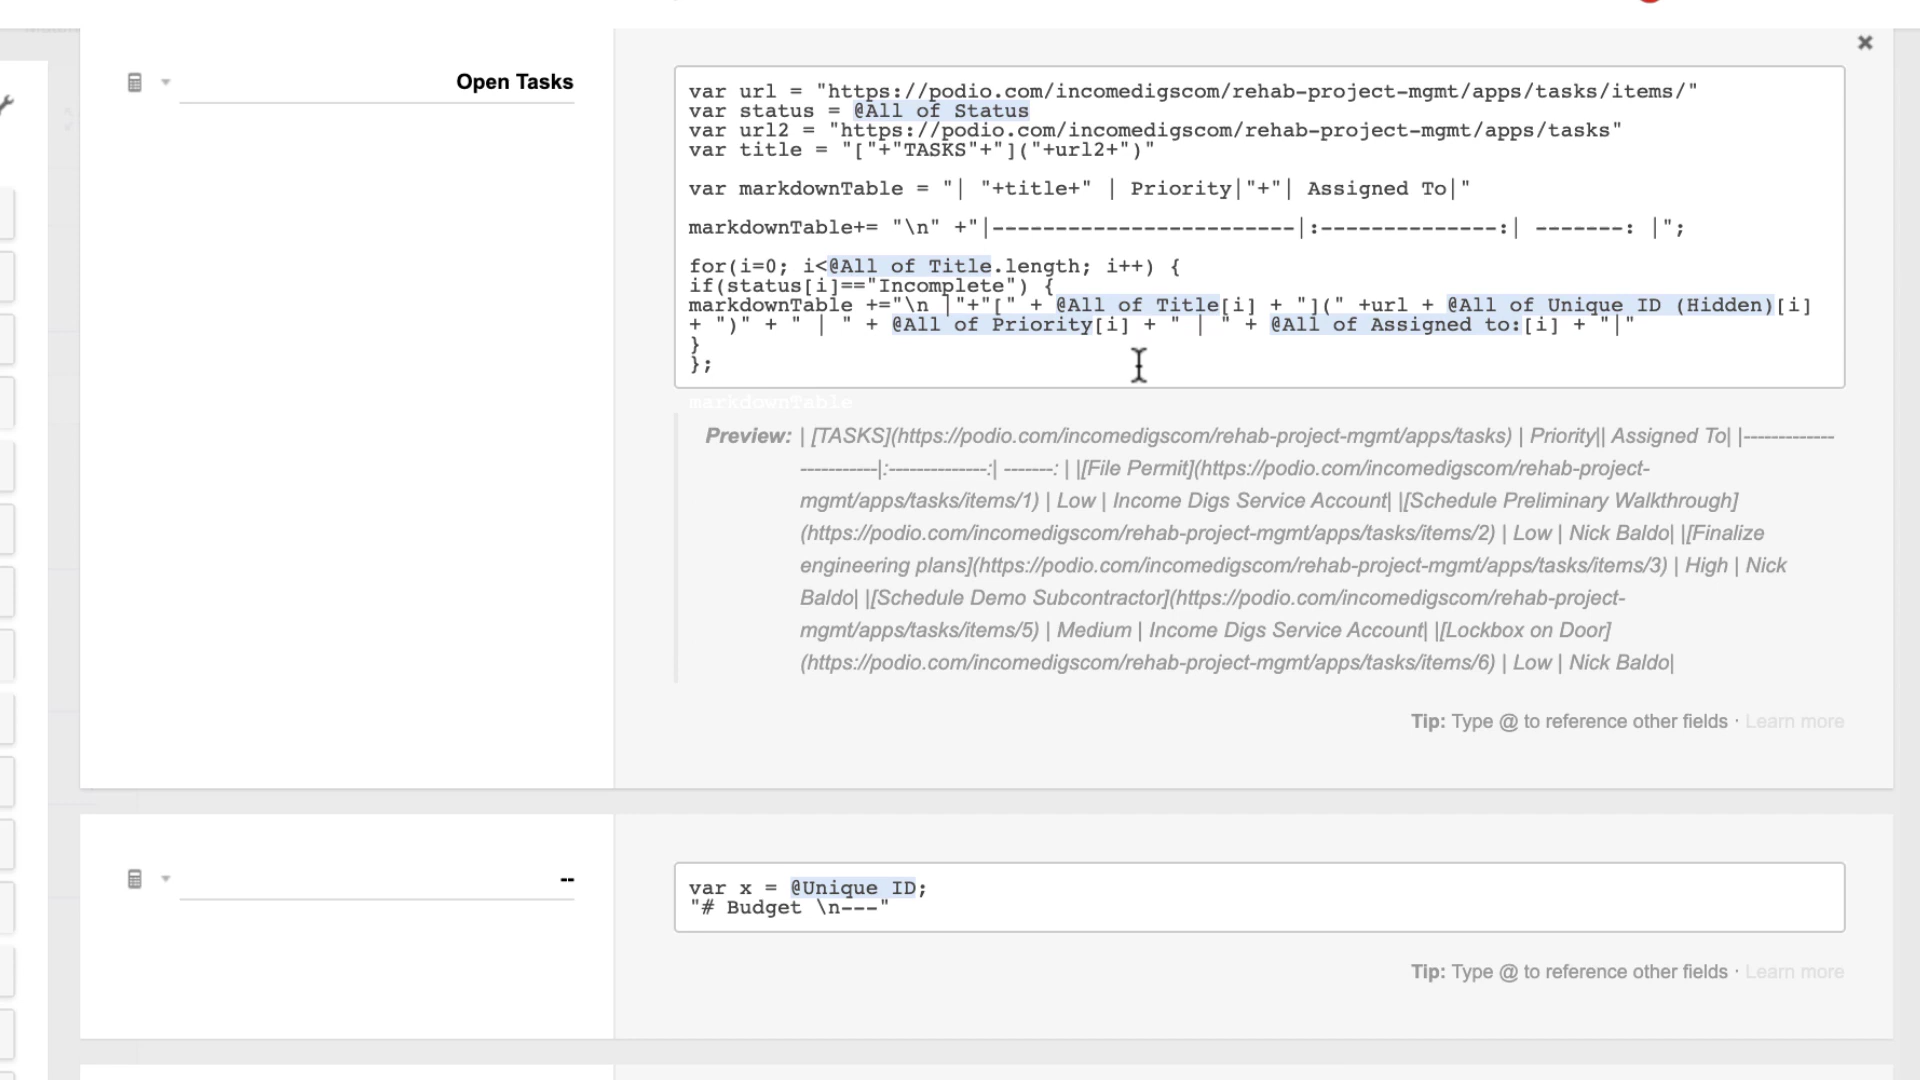 Open Tasks
var url = "https://podio.com/incomedigscom/rehab-project-mgmt/apps/tasks/items/"
var status = @All of Status
var url2 = "https://podio.com/incomedigscom/rehab-project-mgmt/apps/tasks"
var title = "["+"TASKS"+"]("+url2+")"
var markdownTable = "| "+title+" | Priority|"+"| Assigned To|"
markdownTable+= "\n" +"|------------------------|:--------------:| -------: |";
for(i=0; i<@All of Title.length; i++) {
if(status[i]=="Incomplete") {
markdownTable +="\n |"+"[" + @All of Title[i] + "](" +url + @All of Unique ID (Hidden)[i]
+ ")" + " | " + @All of Priority[i] + " | " + @All of Assigned to:[i] + "|"
}
};
markdownTable
Preview: | [TASKS](https://podio.com/incomedigscom/rehab-project-mgmt/apps/tasks) | Priority|| Assigned To| |-------------
-----------|:--------------:| -------: | |[File Permit](https://podio.com/incomedigscom/rehab-project-
mgmt/apps/tasks/items/1) | Low | Income Digs Service Account| |[Schedule Preliminary Walkthrough]
(https://podio.com/incomedigscom/rehab-project-mgmt/apps/tasks/items/2) | Low | Nick Baldo| |[Finalize
engineering plans](https://podio.com/incomedigscom/rehab-project-mgmt/apps/tasks/items/3) | High | Nick
Baldo| |[Schedule Demo Subcontractor](https://podio.com/incomedigscom/rehab-project-
mgmt/apps/tasks/items/5) | Medium | Income Digs Service Account| |[Lockbox on Door]
(https://podio.com/incomedigscom/rehab-project-mgmt/apps/tasks/items/6) | Low | Nick Baldo|
Tip: Type @ to reference other fields · Learn more
--
var x = @Unique ID;
"# Budget \n---"
Tip: Type @ to reference other fields · Learn more